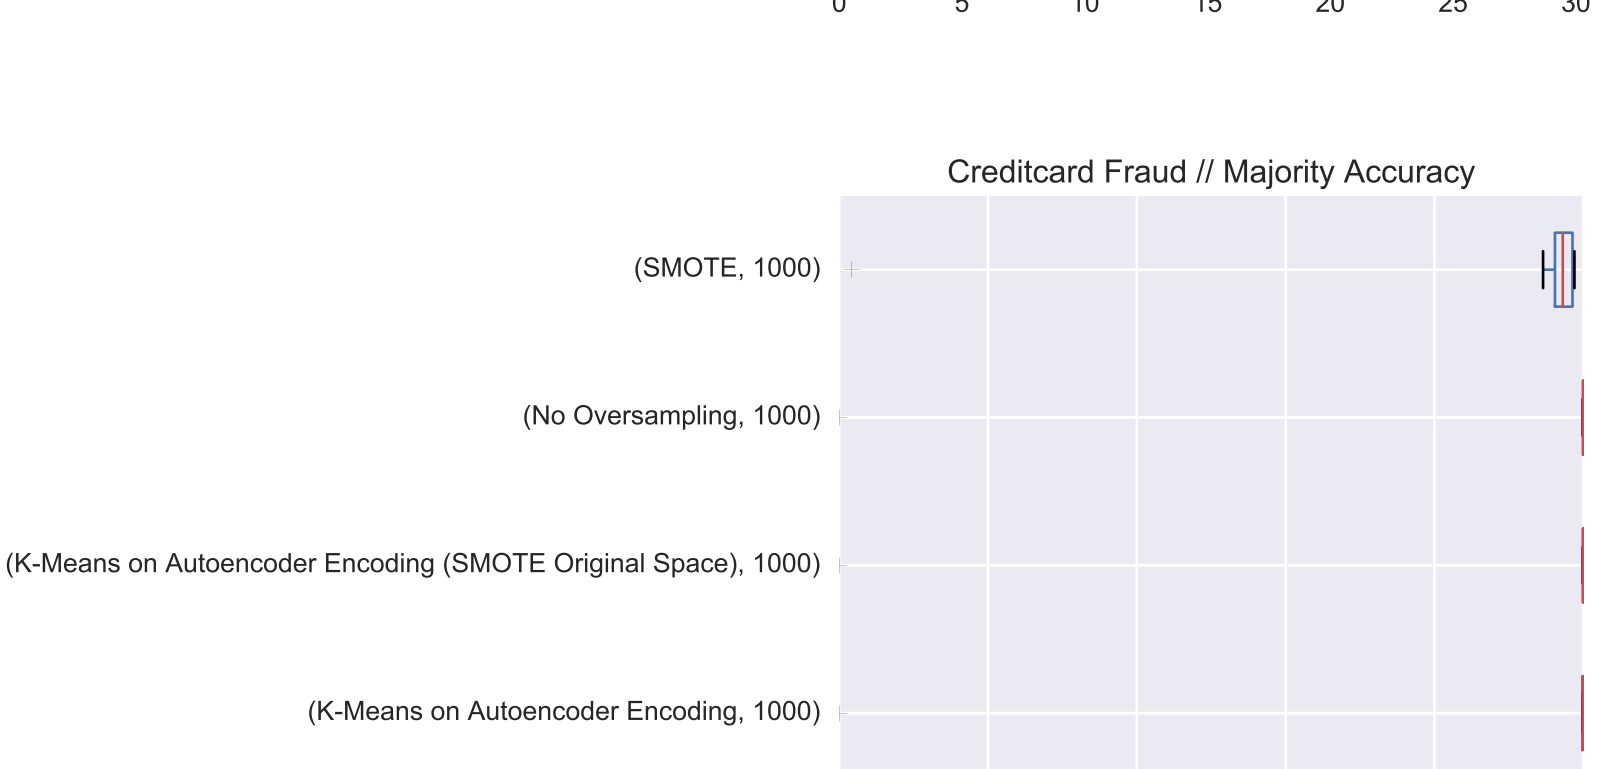 0 5 10 15 20 25 30
Creditcard Fraud // Majority Accuracy
(SMOTE, 1000)
(No Oversampling, 1000)
(K-Means on Autoencoder Encoding (SMOTE Original Space), 1000)
(K-Means on Autoencoder Encoding, 1000)